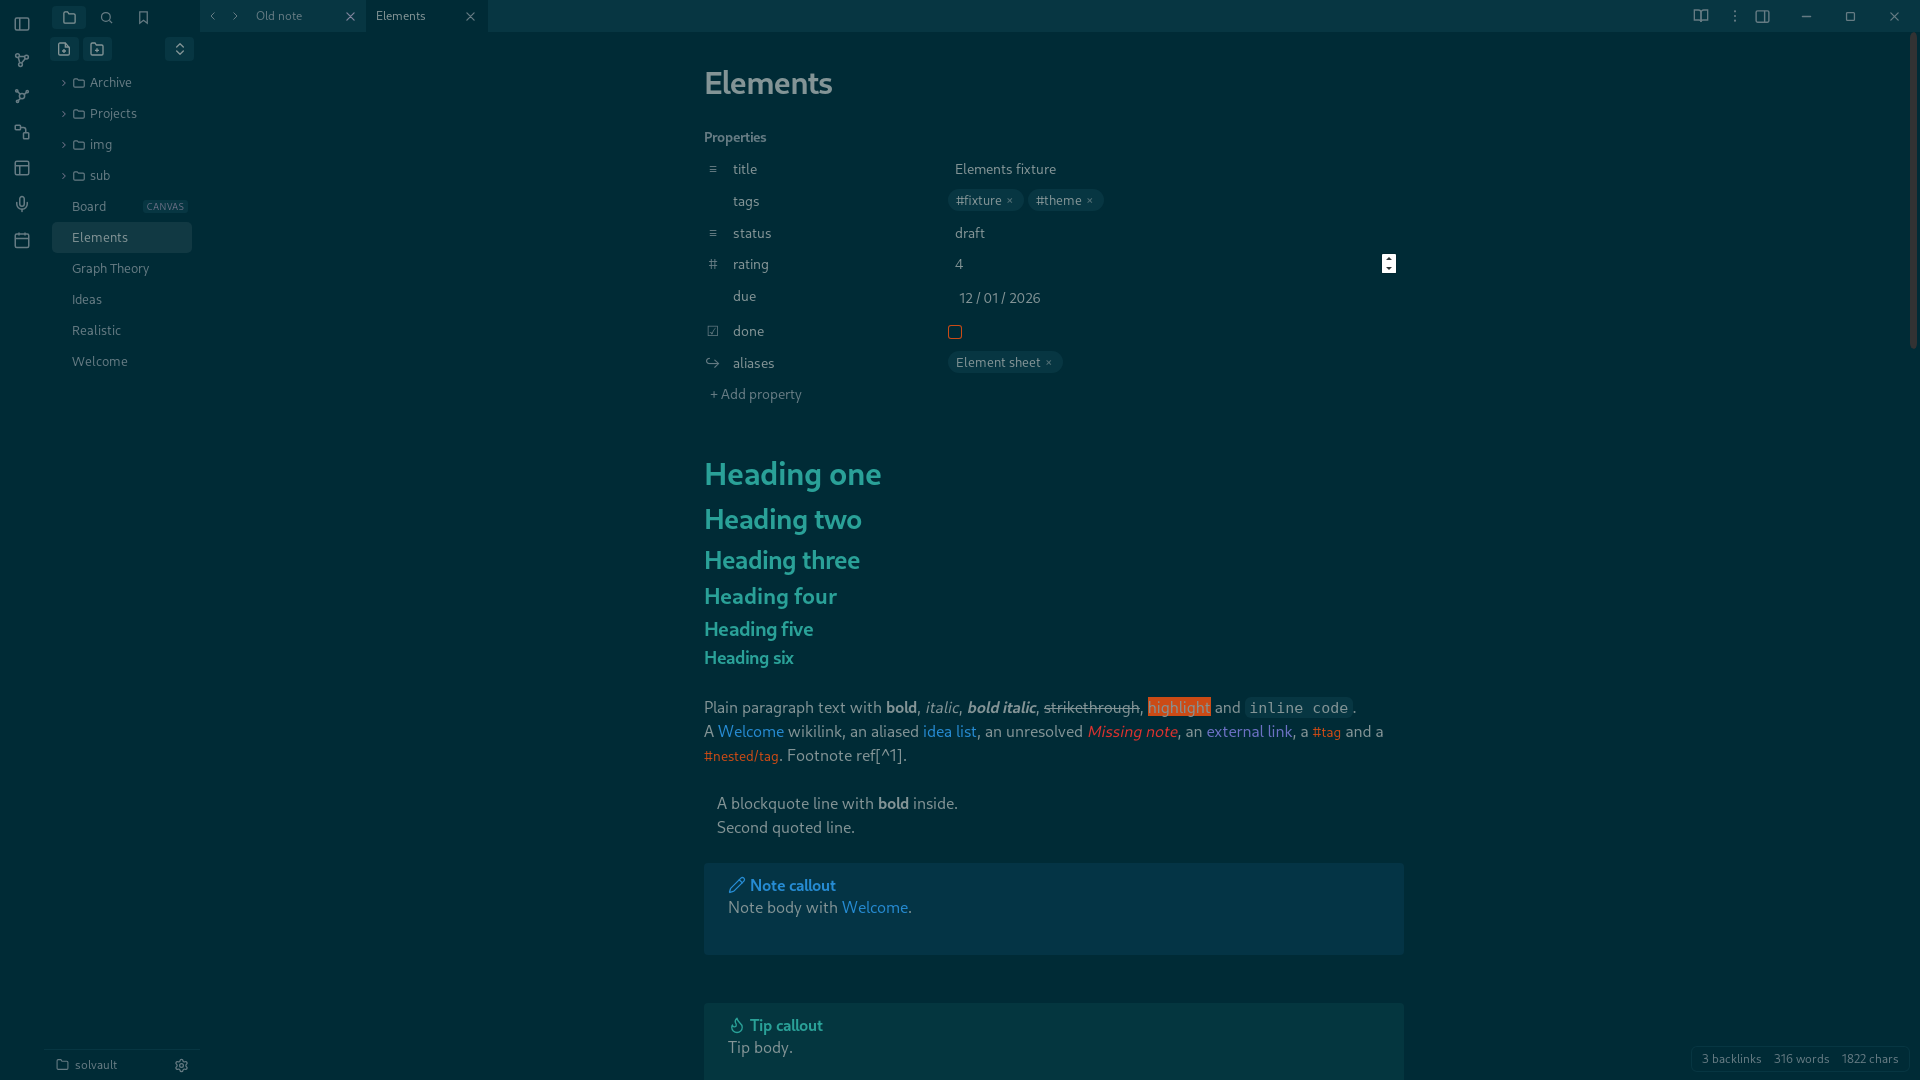 Old note
Elements
Archive
Projects
img
sub
Board CANVAS
Elements
Graph Theory
Ideas
Realistic
Welcome
solvault
Elements
Properties
title Elements fixture
tags #fixture × #theme ×
status draft
rating 4
due 12 / 01 / 2026
done
aliases Element sheet ×
+ Add property
Heading one
Heading two
Heading three
Heading four
Heading five
Heading six
Plain paragraph text with bold, italic, bold italic, strikethrough, highlight and inline code.
A Welcome wikilink, an aliased idea list, an unresolved Missing note, an external link, a #tag and a
#nested/tag. Footnote ref[^1].
A blockquote line with bold inside.
Second quoted line.
Note callout
Note body with Welcome.
Tip callout
Tip body.
3 backlinks 316 words 1822 chars